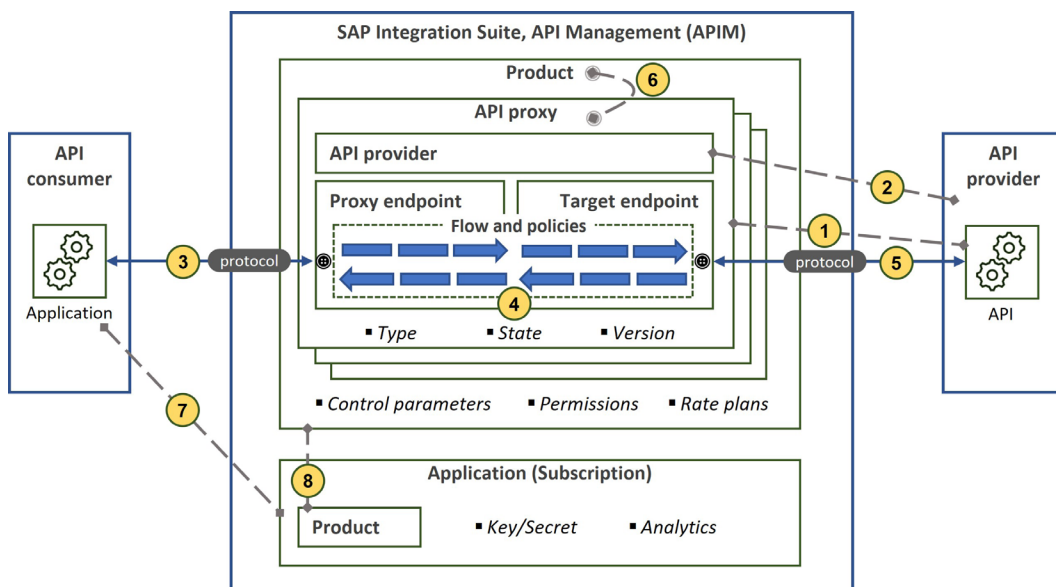 SAP Integration Suite, API Management (APIM)
Product
6
API proxy
API
consumer
API provider
API
provider
2
Proxy endpoint
Target endpoint
Flow and policies
1
3
protocol
protocol
5
4
Application
API
▪ Type
▪ State
▪ Version
7
▪ Control parameters
▪ Permissions
▪ Rate plans
8
Application (Subscription)
Product
▪ Key/Secret
▪ Analytics